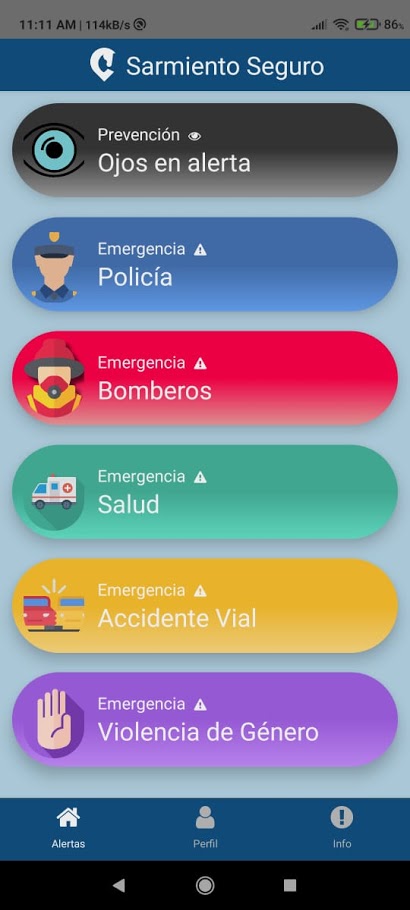 11:11 AM | 114kB/s
86%
Sarmiento Seguro
Prevención
Ojos en alerta
Emergencia
Policía
Emergencia
Bomberos
Emergencia
Salud
Emergencia
Accidente Vial
Emergencia
Violencia de Género
Alertas
Perfil
Info